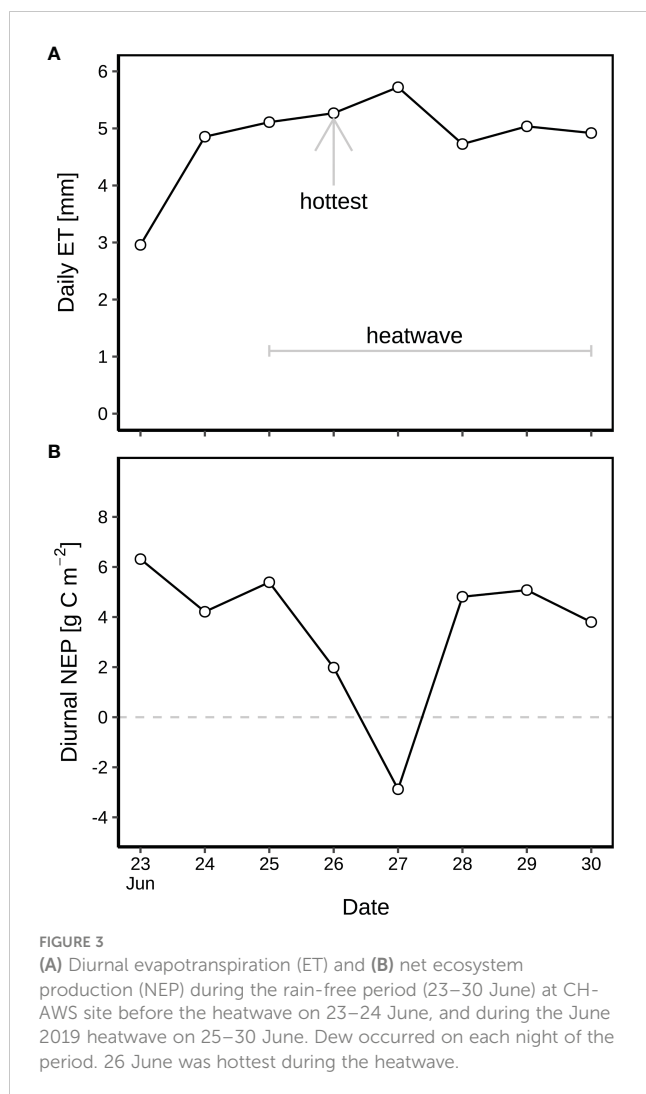 A
6
5
4
3
2
1
0
Daily ET [mm]
hottest
heatwave
B
8
6
4
2
0
-2
-4
Diurnal NEP [g C m⁻²]
23 24 25 26 27 28 29 30
Jun
Date
FIGURE 3
(A) Diurnal evapotranspiration (ET) and (B) net ecosystem
production (NEP) during the rain-free period (23–30 June) at CH-
AWS site before the heatwave on 23–24 June, and during the June
2019 heatwave on 25–30 June. Dew occurred on each night of the
period. 26 June was hottest during the heatwave.